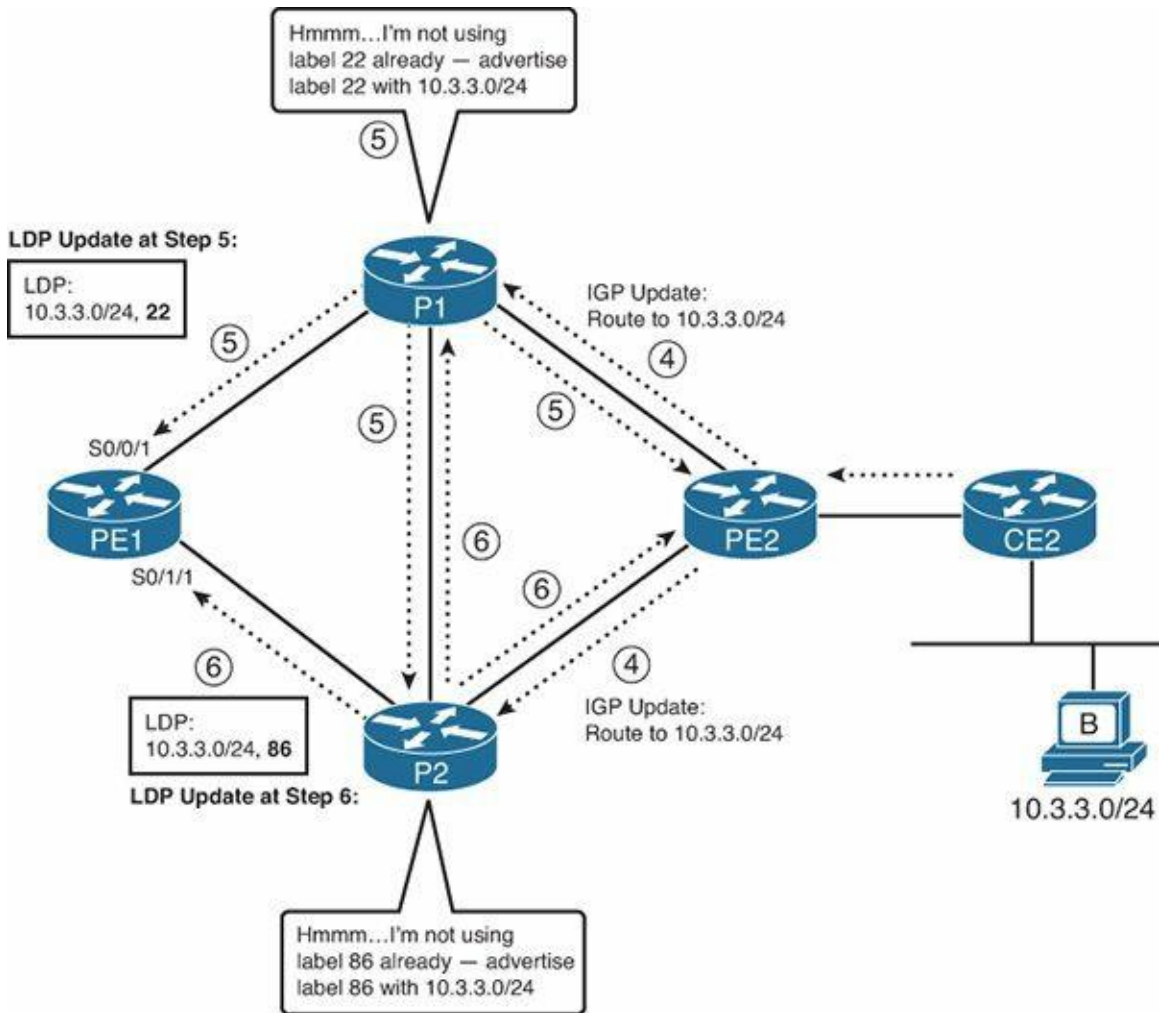 Hmmm…I'm not using
label 22 already — advertise
label 22 with 10.3.3.0/24
5
LDP Update at Step 5:
LDP:
10.3.3.0/24, 22
P1
IGP Update:
Route to 10.3.3.0/24
5
4
5
5
S0/0/1
PE1
PE2
CE2
6
S0/1/1
6
6
4
LDP:
10.3.3.0/24, 86
IGP Update:
Route to 10.3.3.0/24
B
P2
LDP Update at Step 6:
10.3.3.0/24
Hmmm…I'm not using
label 86 already — advertise
label 86 with 10.3.3.0/24